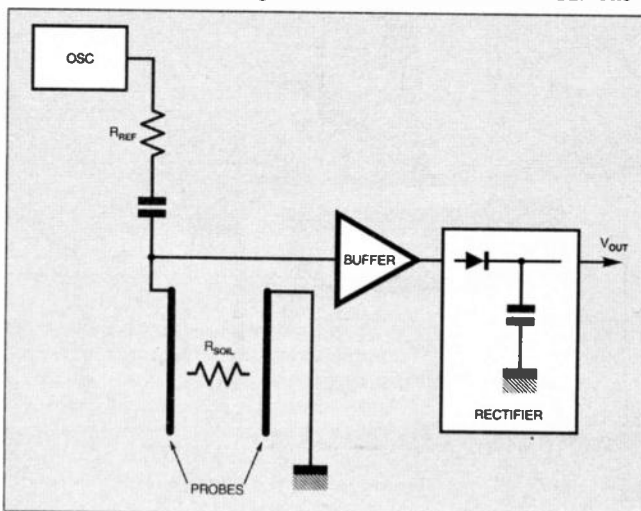 OSC
R_REF
BUFFER
V_OUT
R_SOIL
RECTIFIER
PROBES